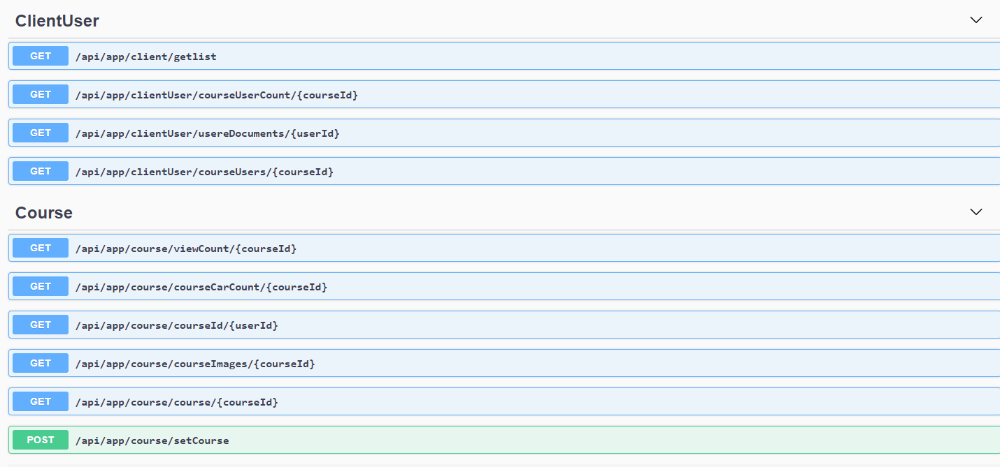 ClientUser
GET /api/app/client/getlist
GET /api/app/clientUser/courseUserCount/{courseId}
GET /api/app/clientUser/usereDocuments/{userId}
GET /api/app/clientUser/courseUsers/{courseId}
Course
GET /api/app/course/viewCount/{courseId}
GET /api/app/course/courseCarCount/{courseId}
GET /api/app/course/courseId/{userId}
GET /api/app/course/courseImages/{courseId}
GET /api/app/course/course/{courseId}
POST /api/app/course/setCourse